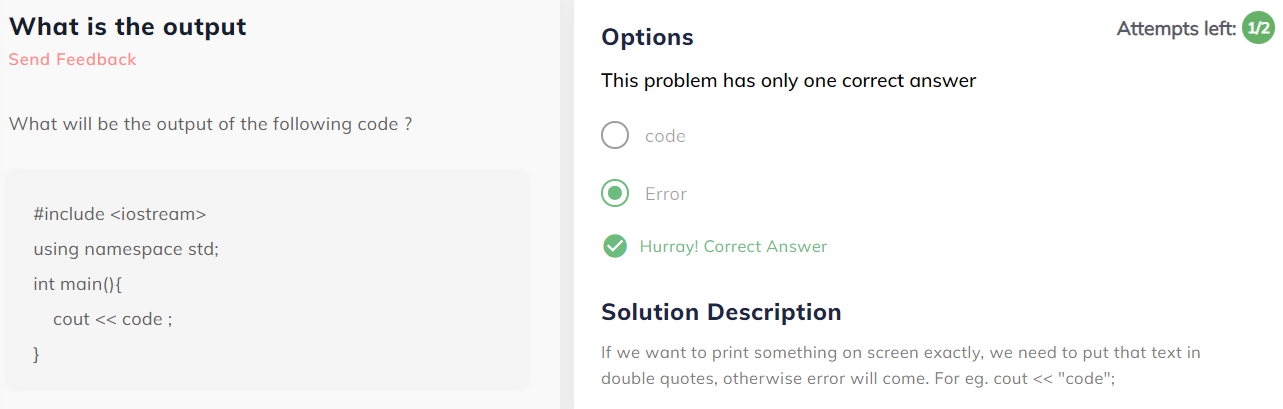 What is the output
Send Feedback
What will be the output of the following code ?
#include <iostream>
using namespace std;
int main(){
cout << code ;
}
Attempts left: 1/2
Options
This problem has only one correct answer
code
Error
Hurray! Correct Answer
Solution Description
If we want to print something on screen exactly, we need to put that text in
double quotes, otherwise error will come. For eg. cout << "code";